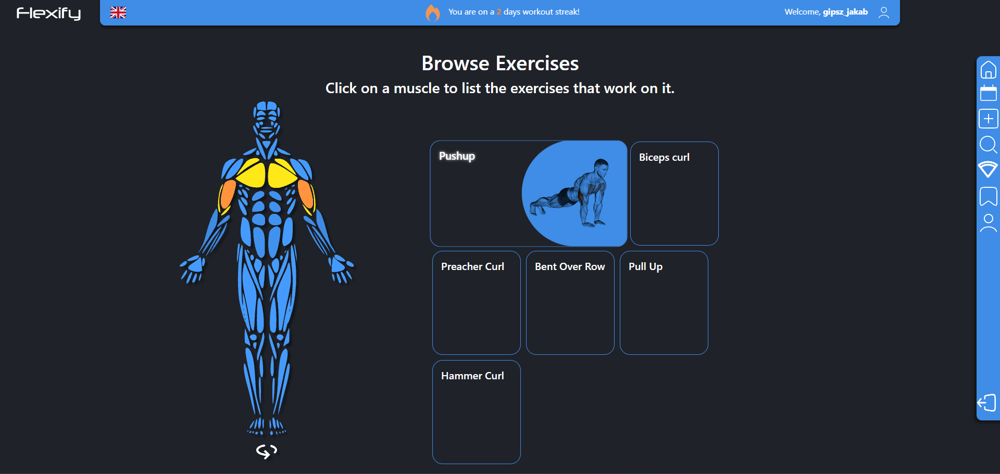 Flexify
You are on a 2 days workout streak!
Welcome, gipsz_jakab
Browse Exercises
Click on a muscle to list the exercises that work on it.
Pushup
Biceps curl
Preacher Curl
Bent Over Row
Pull Up
Hammer Curl